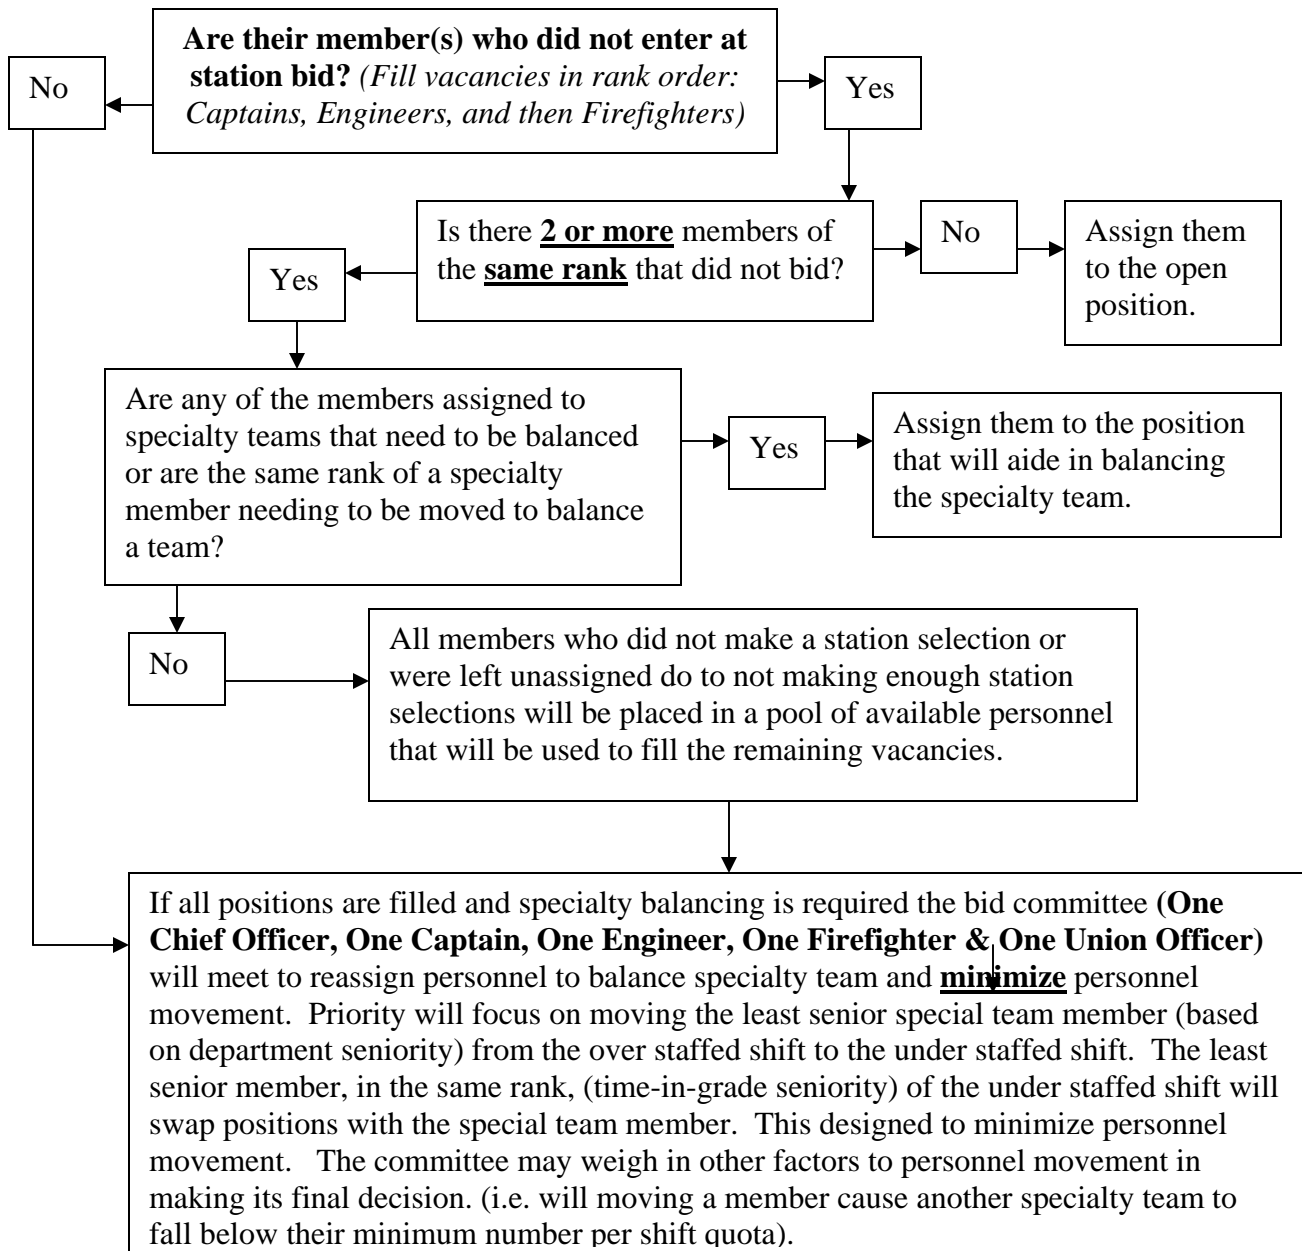 Are their member(s) who did not enter at
station bid? (Fill vacancies in rank order:
Captains, Engineers, and then Firefighters)
No
Yes
Is there 2 or more members of
the same rank that did not bid?
No
Assign them
to the open
position.
Yes
Are any of the members assigned to
specialty teams that need to be balanced
or are the same rank of a specialty
member needing to be moved to balance
a team?
Yes
Assign them to the position
that will aide in balancing
the specialty team.
No
All members who did not make a station selection or
were left unassigned do to not making enough station
selections will be placed in a pool of available personnel
that will be used to fill the remaining vacancies.
If all positions are filled and specialty balancing is required the bid committee (One
Chief Officer, One Captain, One Engineer, One Firefighter & One Union Officer)
will meet to reassign personnel to balance specialty team and minimize personnel
movement.  Priority will focus on moving the least senior special team member (based
on department seniority) from the over staffed shift to the under staffed shift.  The least
senior member, in the same rank, (time-in-grade seniority) of the under staffed shift will
swap positions with the special team member.  This designed to minimize personnel
movement.   The committee may weigh in other factors to personnel movement in
making its final decision. (i.e. will moving a member cause another specialty team to
fall below their minimum number per shift quota).